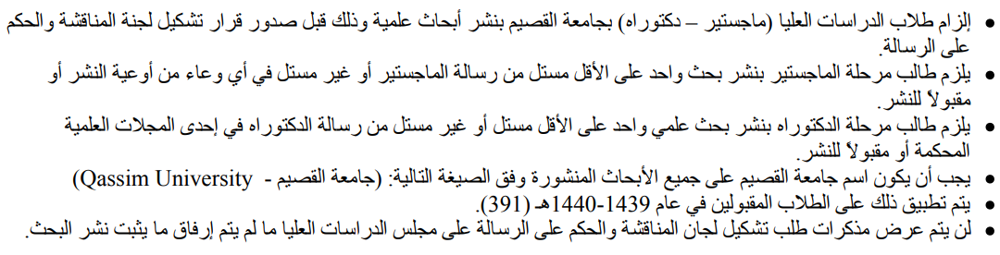 • إلزام طلاب الدراسات العليا (ماجستير – دكتوراه) بجامعة القصيم بنشر أبحاث علمية وذلك قبل صدور قرار تشكيل لجنة المناقشة والحكم
على الرسالة.
• يلزم طالب مرحلة الماجستير بنشر بحث واحد على الأقل مستل من رسالة الماجستير أو غير مستل في أي وعاء من أوعية النشر أو
مقبولاً للنشر.
• يلزم طالب مرحلة الدكتوراه بنشر بحث علمي واحد على الأقل مستل أو غير مستل من رسالة الدكتوراه في إحدى المجلات العلمية
المحكمة أو مقبولاً للنشر.
• يجب أن يكون اسم جامعة القصيم على جميع الأبحاث المنشورة وفق الصيغة التالية: (جامعة القصيم - Qassim University)
• يتم تطبيق ذلك على الطلاب المقبولين في عام 1439-1440هـ (391).
• لن يتم عرض مذكرات طلب تشكيل لجان المناقشة والحكم على الرسالة على مجلس الدراسات العليا ما لم يتم إرفاق ما يثبت نشر البحث.